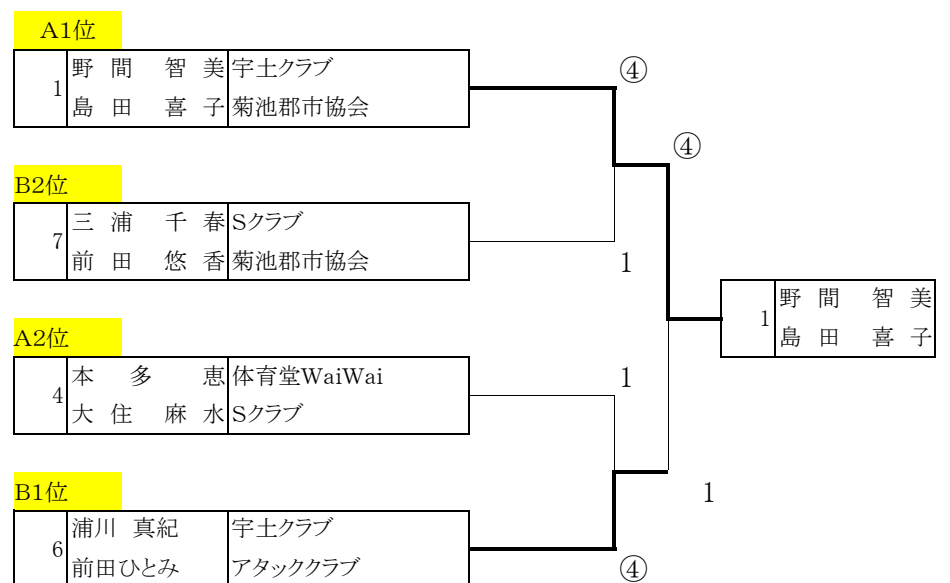 A1位
1 野間 智美 宇土クラブ
島田 喜子 菊池郡市協会
④
④
B2位
7 三浦 千春 Sクラブ
前田 悠香 菊池郡市協会
1
1 野間 智美
島田 喜子
A2位
4 本多 恵 体育堂WaiWai
大住 麻水 Sクラブ
1
B1位
6 浦川 真紀 宇土クラブ
前田ひとみ アタッククラブ
1
④